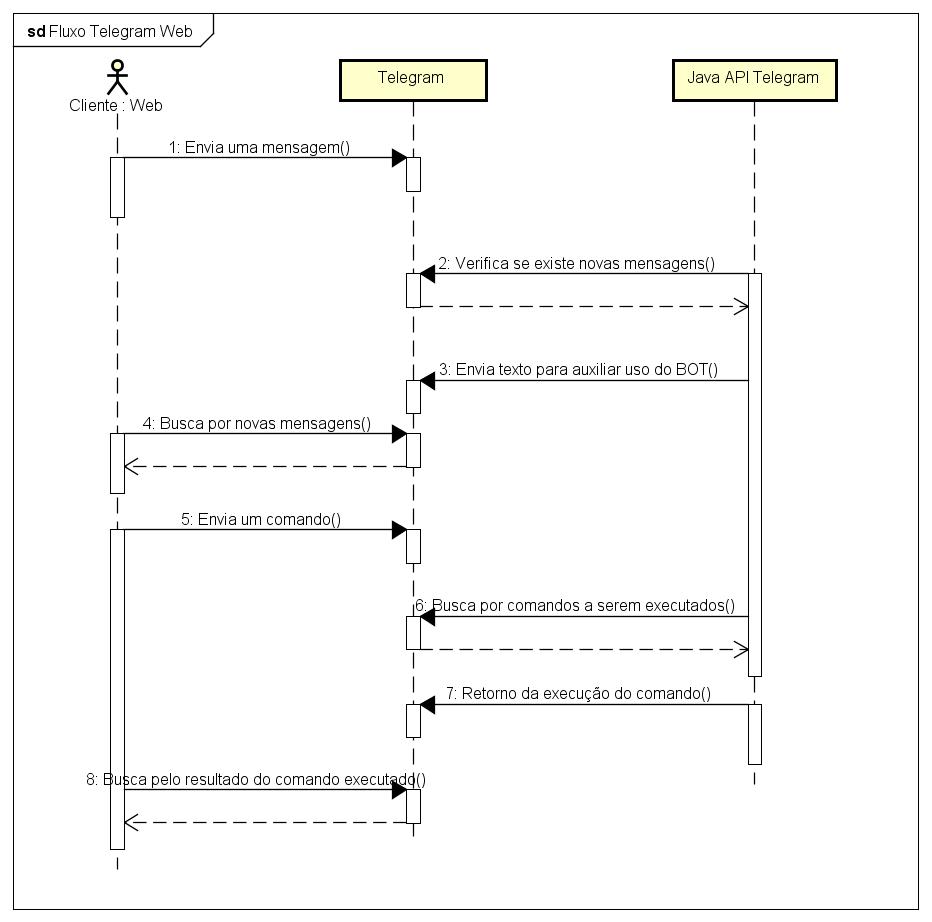 sd Fluxo Telegram Web
Cliente : Web
Telegram
Java API Telegram
1: Envia uma mensagem()
2: Verifica se existe novas mensagens()
3: Envia texto para auxiliar uso do BOT()
4: Busca por novas mensagens()
5: Envia um comando()
6: Busca por comandos a serem executados()
7: Retorno da execução do comando()
8: Busca pelo resultado do comando executado()